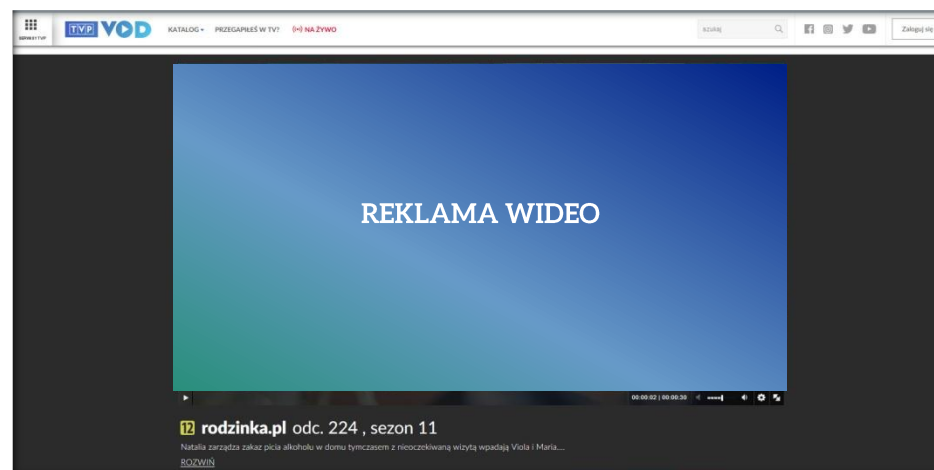 TVP VOD KATALOG PRZEGAPIŁEŚ W TV? NA ŻYWO szukaj Zaloguj się
SERWISY TVP
REKLAMA WIDEO
00:00:02 | 00:00:30
12 rodzinka.pl odc. 224 , sezon 11
Natalia zarządza zakaz picia alkoholu w domu tymczasem z nieoczekiwaną wizytą wpadają Viola i Maria....
ROZWIŃ